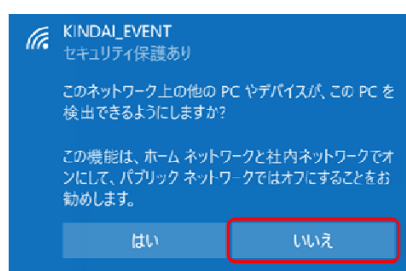 KINDAI_EVENT
セキュリティ保護あり
このネットワーク上の他の PC やデバイスが、この PC を
検出できるようにしますか?
この機能は、ホーム ネットワークと社内ネットワークでオ
ンにして、パブリック ネットワークではオフにすることをお
勧めします。
はい
いいえ